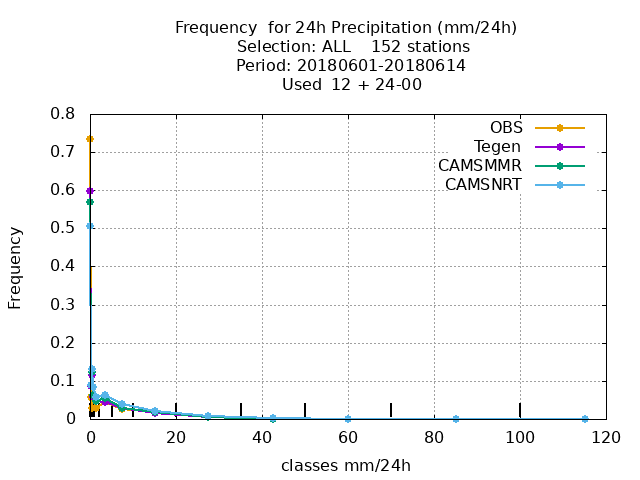 Frequency  for 24h Precipitation (mm/24h)
Selection: ALL    152 stations
Period: 20180601-20180614
Used  12 + 24-00
0.8
0.7
0.6
0.5
0.4
0.3
0.2
0.1
0
Frequency
OBS
Tegen
CAMSMMR
CAMSNRT
0 20 40 60 80 100 120
classes mm/24h